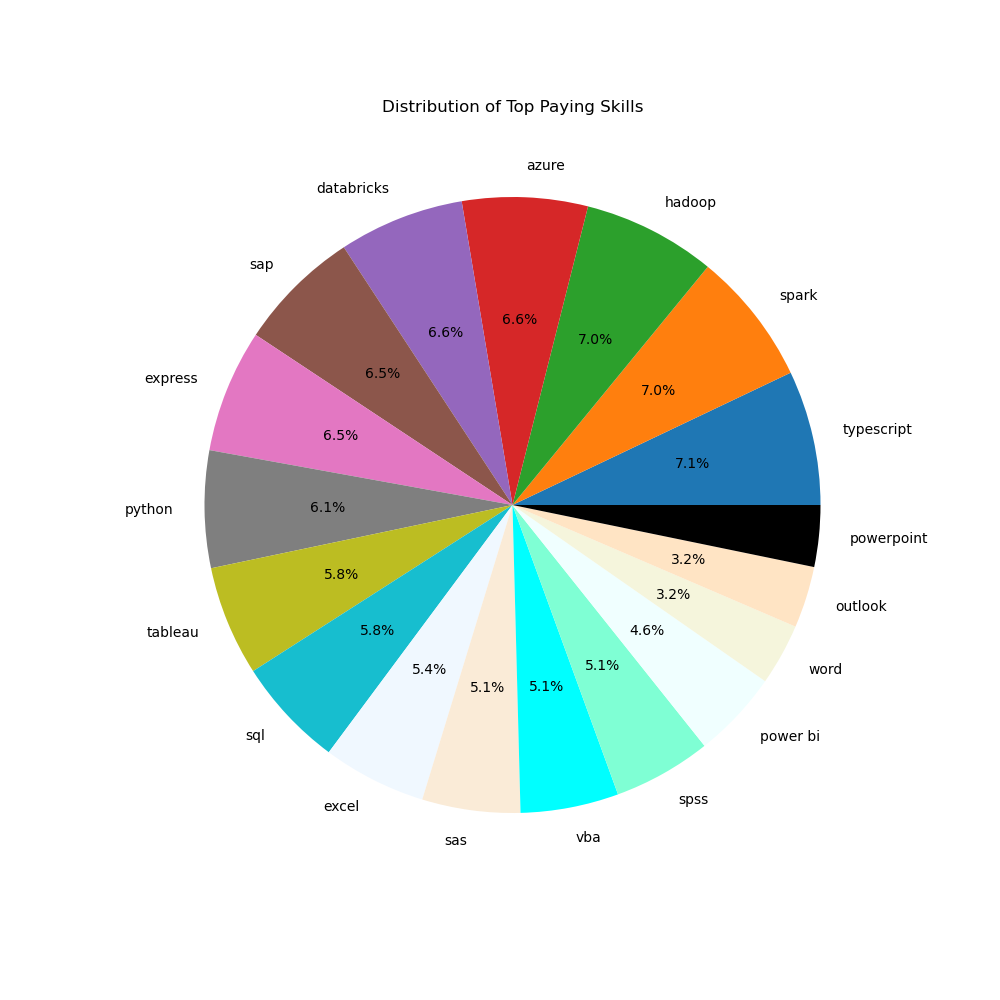 Distribution of Top Paying Skills
azure
databricks
hadoop
sap
spark
express
typescript
python
powerpoint
tableau
outlook
word
sql
power bi
excel
spss
sas
vba
6.6%
6.6%
7.0%
6.5%
7.0%
6.5%
7.1%
6.1%
5.8%
3.2%
3.2%
5.8%
4.6%
5.4%
5.1%
5.1%
5.1%